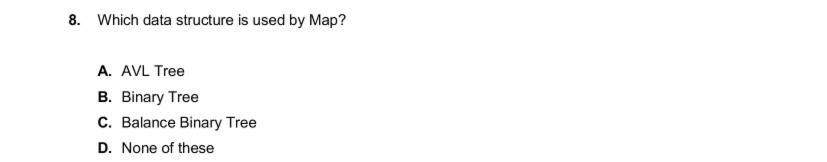 8. Which data structure is used by Map?
A. AVL Tree
B. Binary Tree
C. Balance Binary Tree
D. None of these